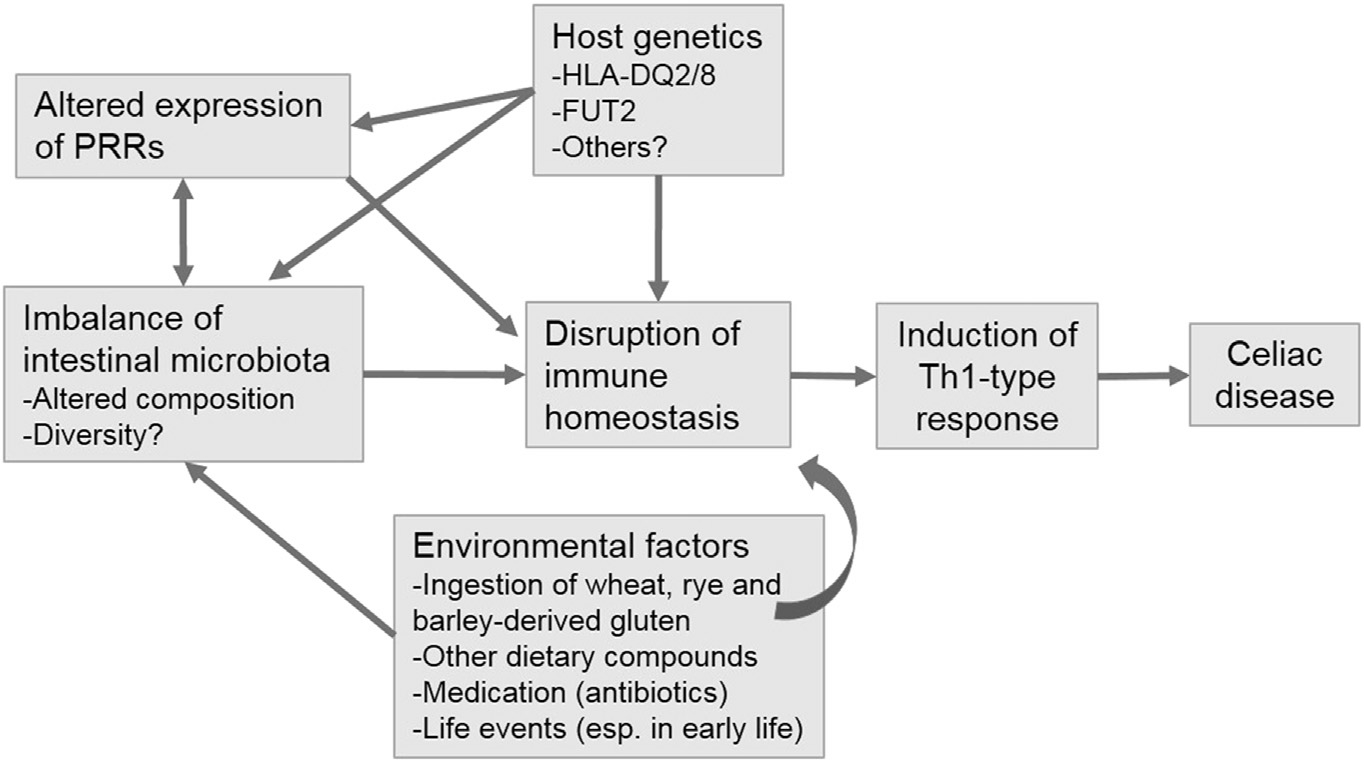 Host genetics
-HLA-DQ2/8
-FUT2
-Others?
Altered expression
of PRRs
Imbalance of
intestinal microbiota
-Altered composition
-Diversity?
Disruption of
immune
homeostasis
Induction of
Th1-type
response
Celiac
disease
Environmental factors
-Ingestion of wheat, rye and
barley-derived gluten
-Other dietary compounds
-Medication (antibiotics)
-Life events (esp. in early life)